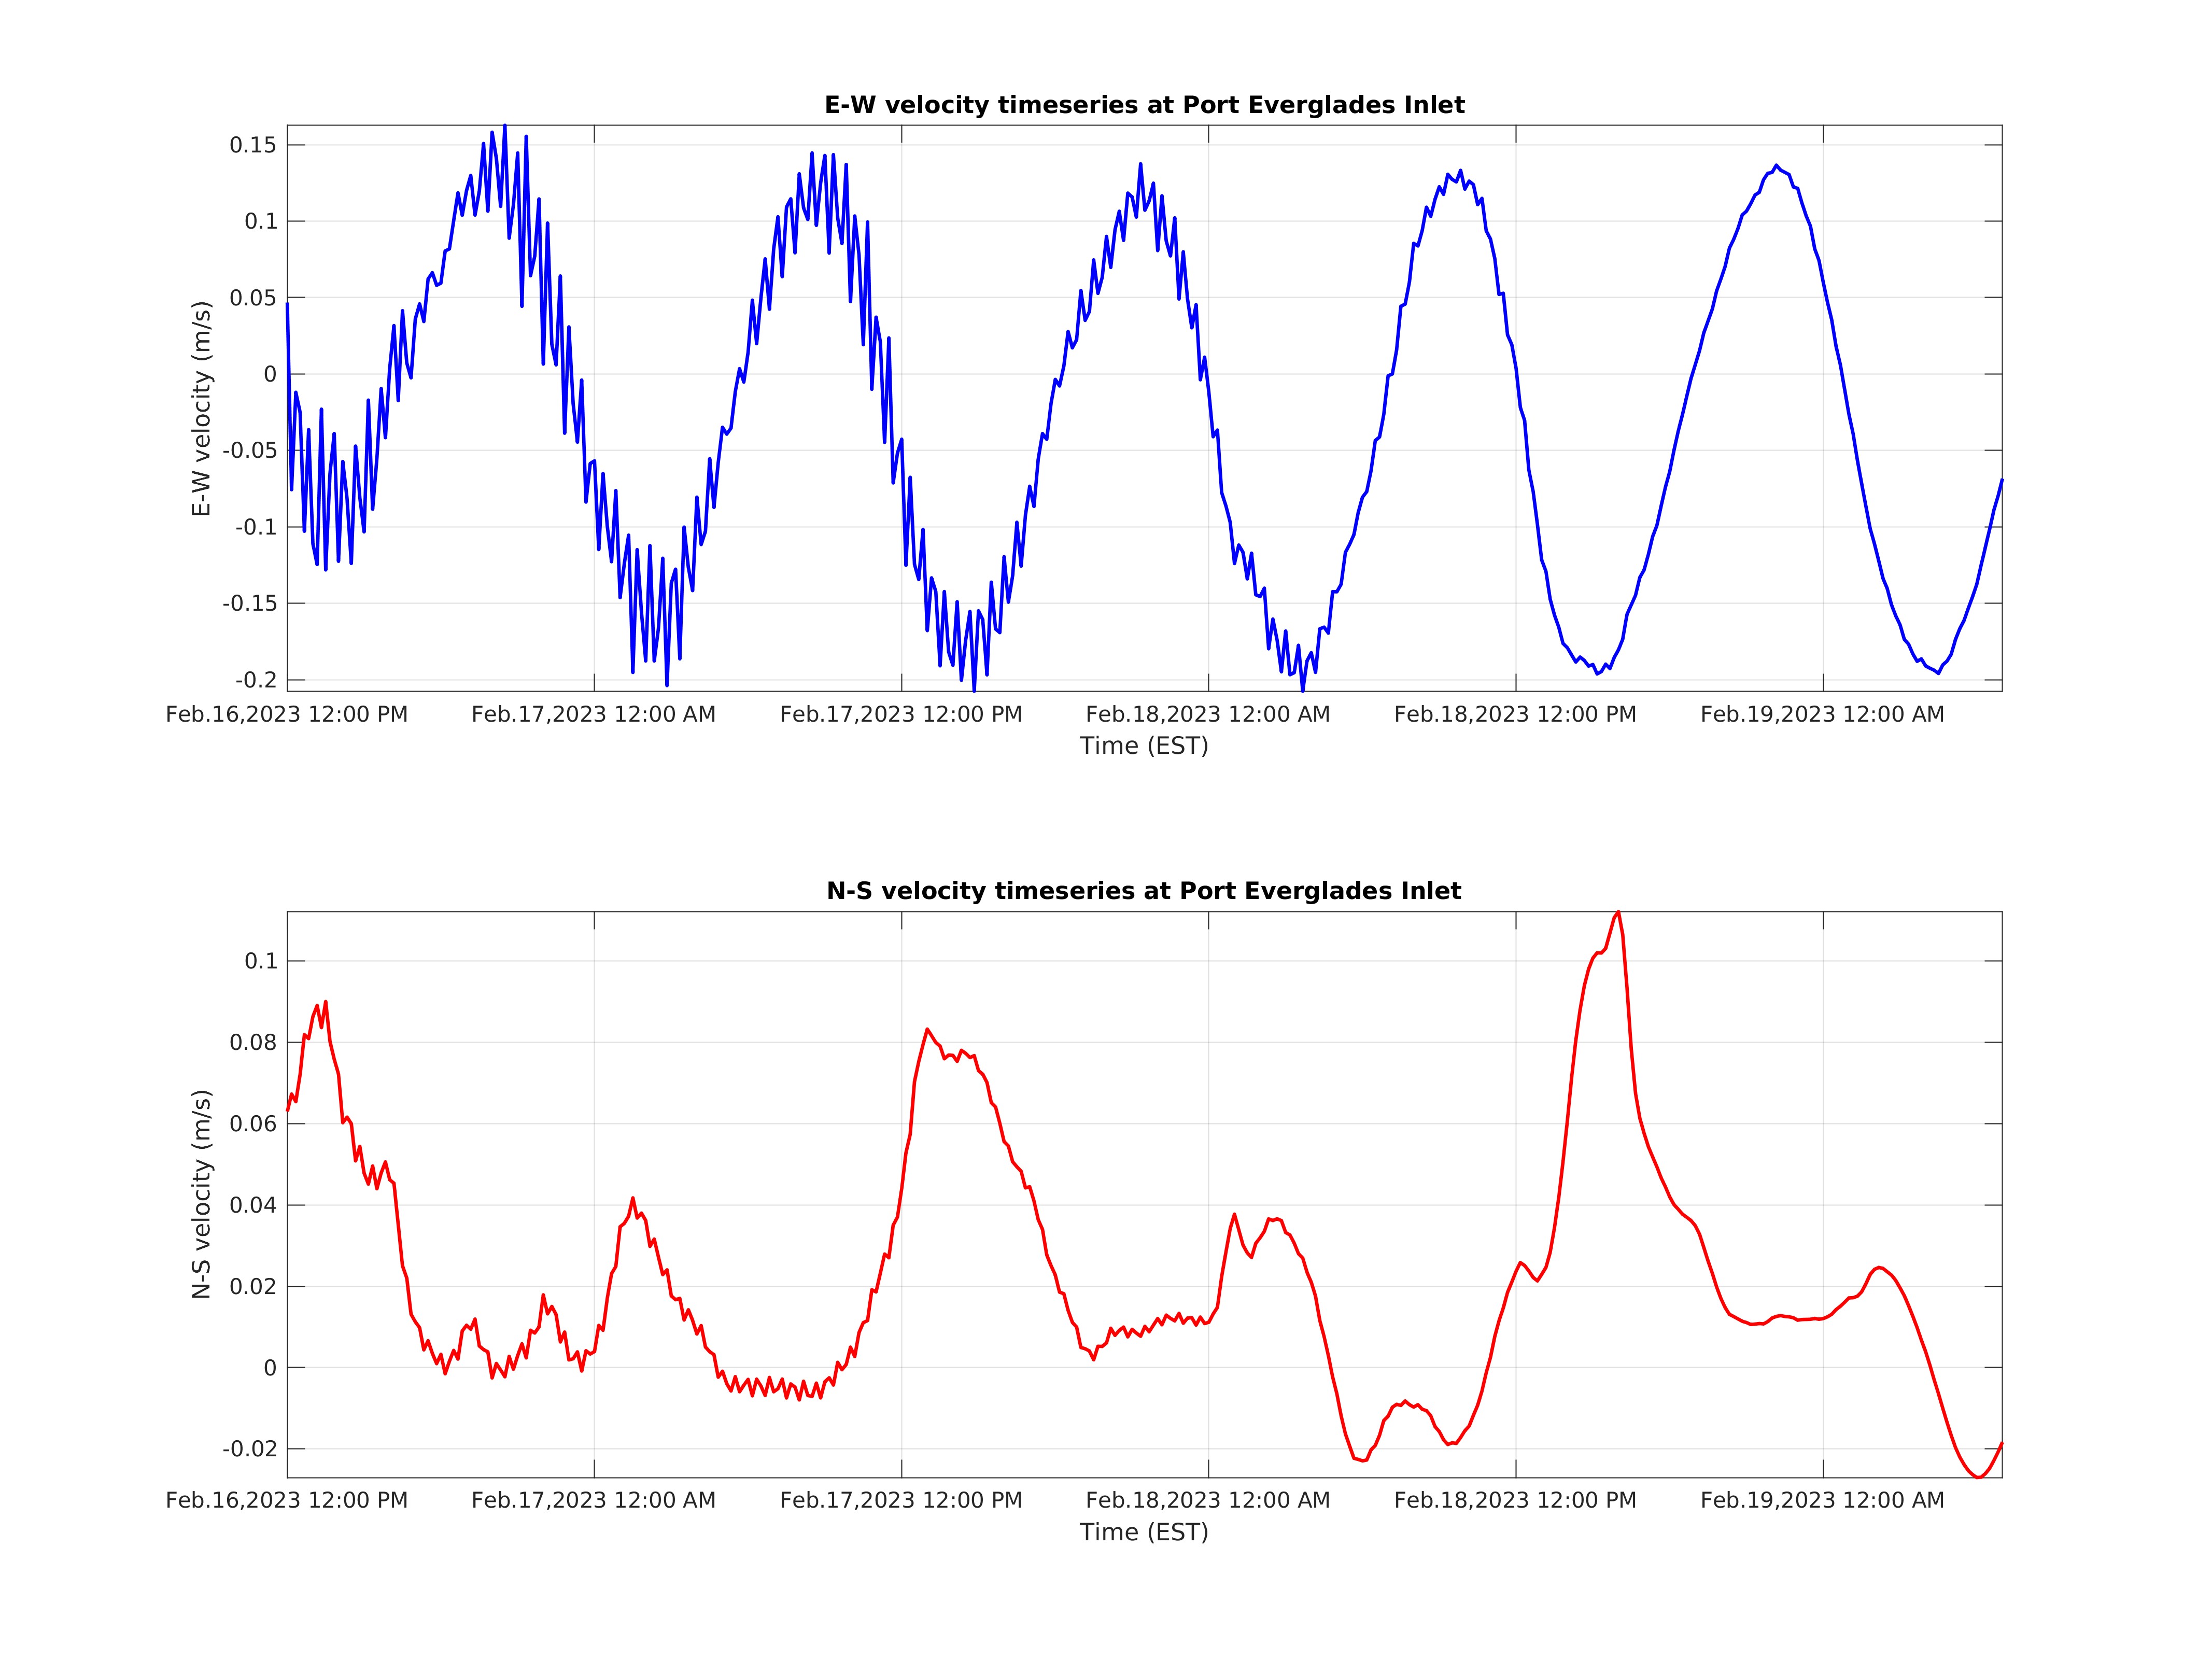 E-W velocity timeseries at Port Everglades Inlet
E-W velocity (m/s)
0.15
0.1
0.05
0
-0.05
-0.1
-0.15
-0.2
Feb.16,2023 12:00 PM Feb.17,2023 12:00 AM Feb.17,2023 12:00 PM Feb.18,2023 12:00 AM Feb.18,2023 12:00 PM Feb.19,2023 12:00 AM
Time (EST)
N-S velocity timeseries at Port Everglades Inlet
N-S velocity (m/s)
0.1
0.08
0.06
0.04
0.02
0
-0.02
Feb.16,2023 12:00 PM Feb.17,2023 12:00 AM Feb.17,2023 12:00 PM Feb.18,2023 12:00 AM Feb.18,2023 12:00 PM Feb.19,2023 12:00 AM
Time (EST)